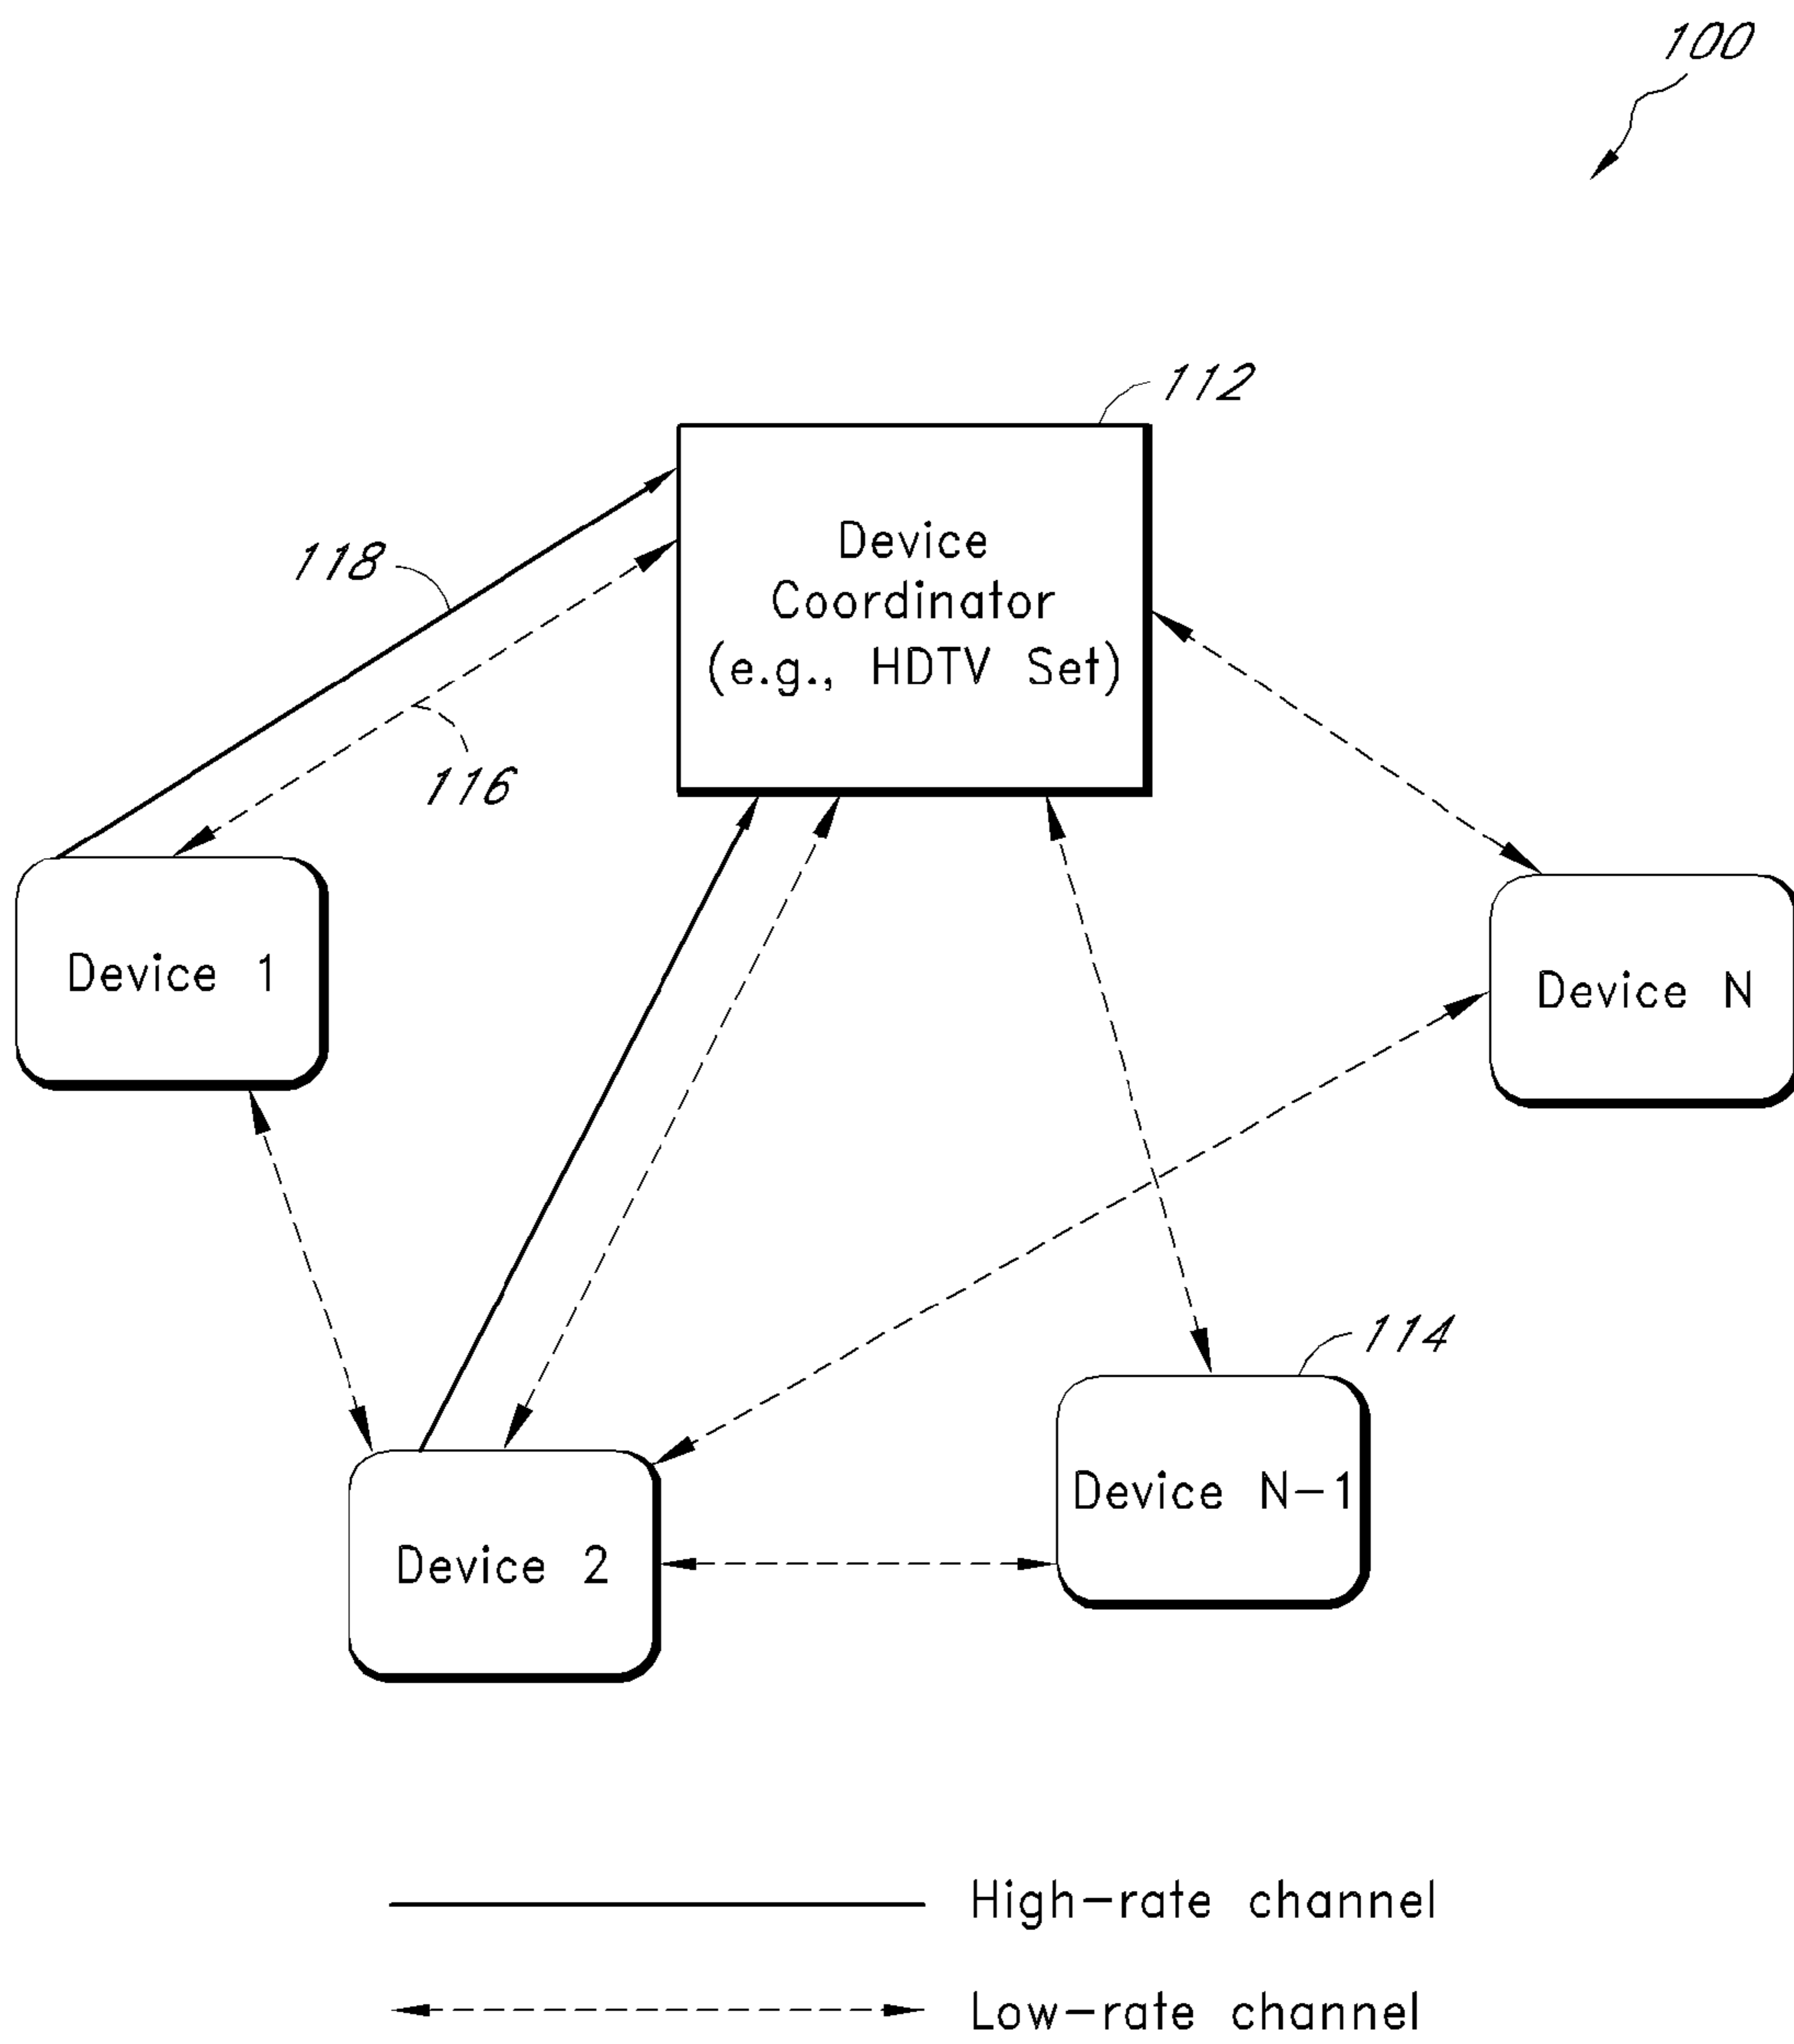 100
112
Device
Coordinator
(e.g., HDTV Set)
118
116
Device 1
Device N
114
Device N-1
Device 2
High-rate channel
Low-rate channel